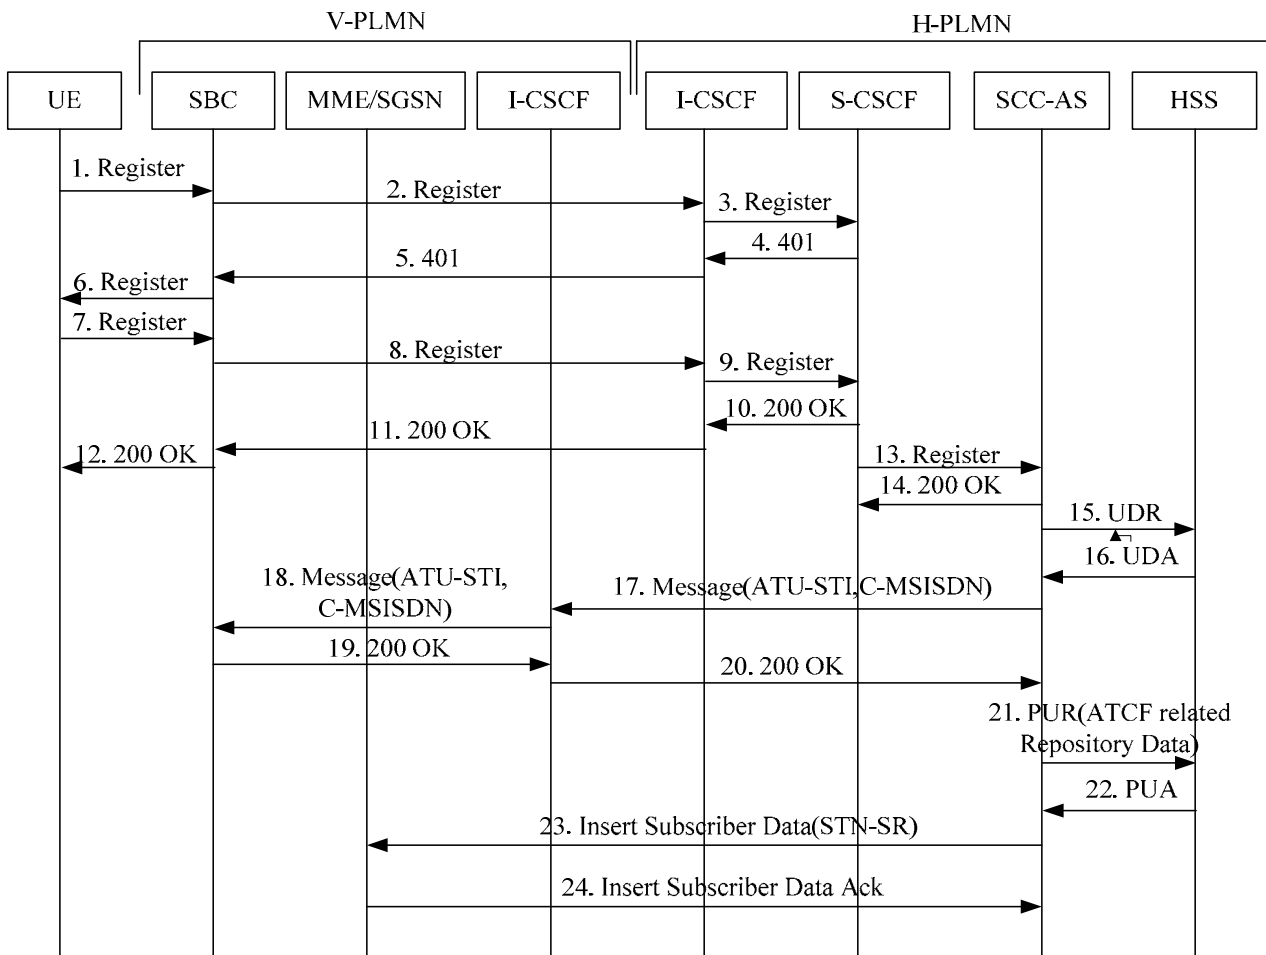 V-PLMN
H-PLMN
UE
SBC
MME/SGSN
I-CSCF
I-CSCF
S-CSCF
SCC-AS
HSS
1. Register
2. Register
3. Register
4. 401
5. 401
6. Register
7. Register
8. Register
9. Register
10. 200 OK
11. 200 OK
12. 200 OK
13. Register
14. 200 OK
15. UDR
16. UDA
17. Message(ATU-STI,C-MSISDN)
18. Message(ATU-STI,
C-MSISDN)
19. 200 OK
20. 200 OK
21. PUR(ATCF related
Repository Data)
22. PUA
23. Insert Subscriber Data(STN-SR)
24. Insert Subscriber Data Ack